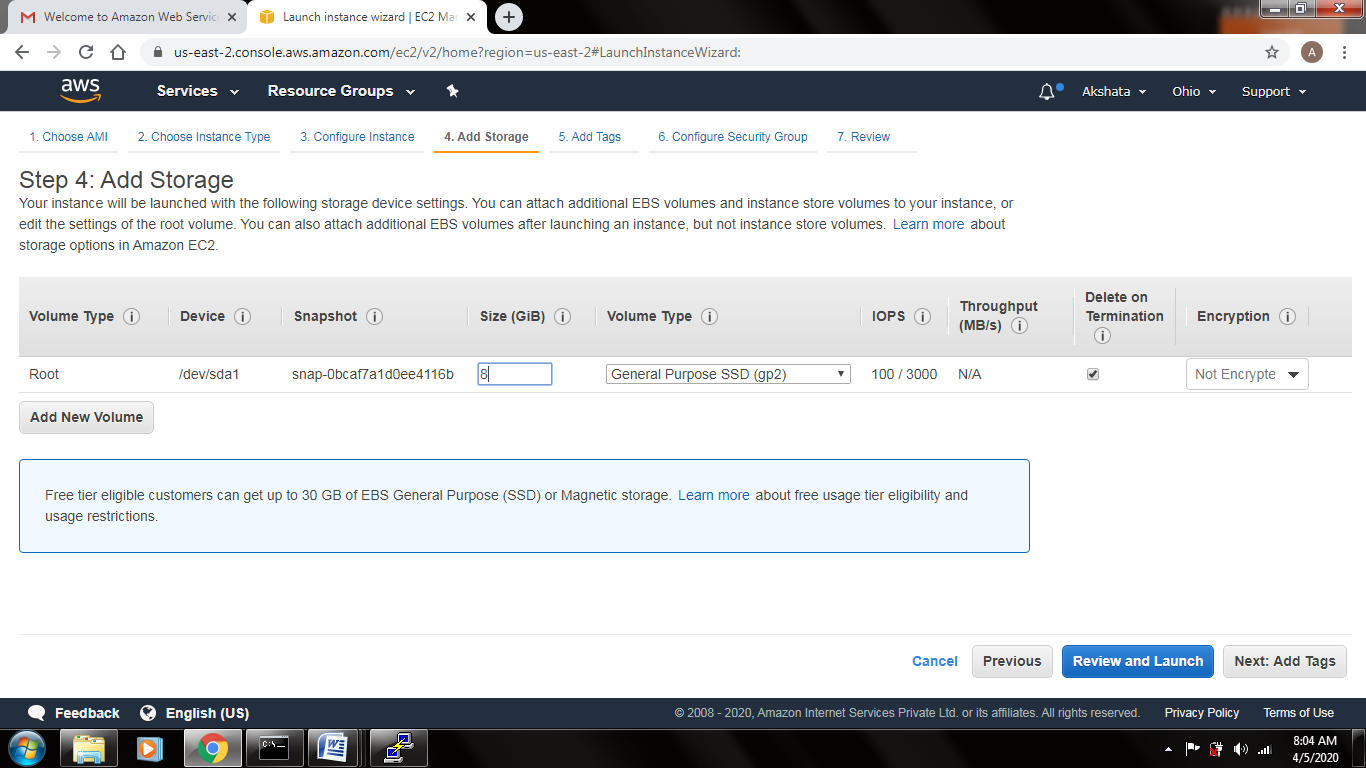 Welcome to Amazon Web Servic
Launch instance wizard | EC2 Ma
us-east-2.console.aws.amazon.com/ec2/v2/home?region=us-east-2#LaunchInstanceWizard:
A
aws
Services
Resource Groups
Akshata
Ohio
Support
1. Choose AMI
2. Choose Instance Type
3. Configure Instance
4. Add Storage
5. Add Tags
6. Configure Security Group
7. Review
Step 4: Add Storage
Your instance will be launched with the following storage device settings. You can attach additional EBS volumes and instance store volumes to your instance, or
edit the settings of the root volume. You can also attach additional EBS volumes after launching an instance, but not instance store volumes. Learn more about
storage options in Amazon EC2.
Volume Type
Device
Snapshot
Size (GiB)
Volume Type
IOPS
Throughput
(MB/s)
Delete on
Termination
Encryption
Root
/dev/sda1
snap-0bcaf7a1d0ee4116b
8
General Purpose SSD (gp2)
100 / 3000
N/A
Not Encrypte
Add New Volume
Free tier eligible customers can get up to 30 GB of EBS General Purpose (SSD) or Magnetic storage. Learn more about free usage tier eligibility and
usage restrictions.
Cancel
Previous
Review and Launch
Next: Add Tags
Feedback
English (US)
© 2008 - 2020, Amazon Internet Services Private Ltd. or its affiliates. All rights reserved.
Privacy Policy
Terms of Use
8:04 AM
4/5/2020